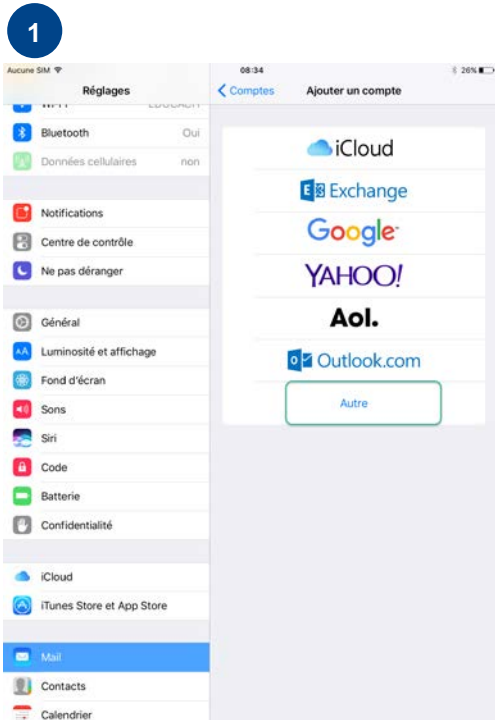 1
Aucune SIM 08:34 26%
Réglages
Comptes Ajouter un compte
Bluetooth Oui
Données cellulaires non
Notifications
Centre de contrôle
Ne pas déranger
Général
Luminosité et affichage
Fond d'écran
Sons
Siri
Code
Batterie
Confidentialité
iCloud
iTunes Store et App Store
Mail
Contacts
Calendrier
iCloud
Exchange
Google
YAHOO!
Aol.
Outlook.com
Autre